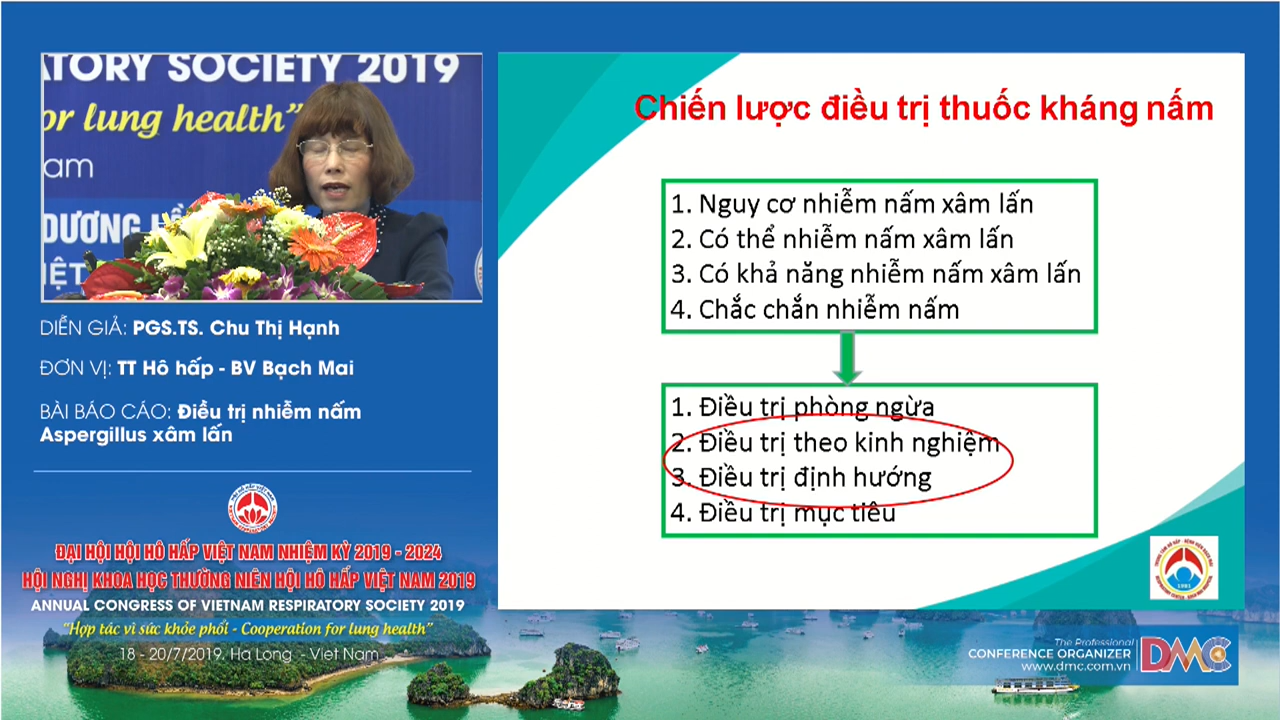 ATORY SOCIETY 2019
or lung health”
am
DƯƠNG
IỆT
DIỄN GIẢ: PGS.TS. Chu Thị Hạnh
ĐƠN VỊ: TT Hô hấp - BV Bạch Mai
BÀI BÁO CÁO: Điều trị nhiễm nấm
Aspergillus xâm lấn
ĐẠI HỘI HỘI HÔ HẤP VIỆT NAM NHIỆM KỲ 2019 - 2024
HỘI NGHỊ KHOA HỌC THƯỜNG NIÊN HỘI HÔ HẤP VIỆT NAM 2019
ANNUAL CONGRESS OF VIETNAM RESPIRATORY SOCIETY 2019
“Hợp tác vì sức khỏe phổi - Cooperation for lung health”
18 - 20/7/2019. Ha Long - Viet Nam
Chiến lược điều trị thuốc kháng nấm
1. Nguy cơ nhiễm nấm xâm lấn
2. Có thể nhiễm nấm xâm lấn
3. Có khả năng nhiễm nấm xâm lấn
4. Chắc chắn nhiễm nấm
1. Điều trị phòng ngừa
2. Điều trị theo kinh nghiệm
3. Điều trị định hướng
4. Điều trị mục tiêu
The Professional
CONFERENCE ORGANIZER
www.dmc.com.vn
DMC